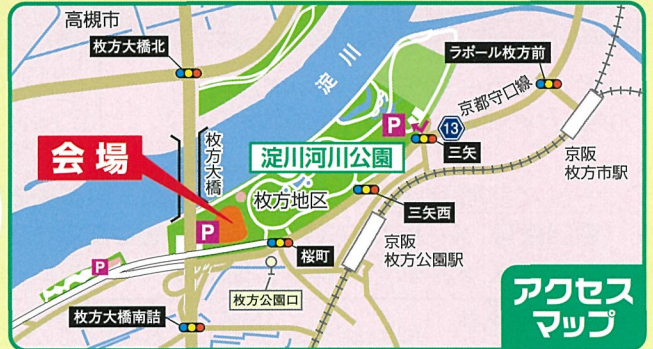 高槻市
枚方大橋北
淀川
ラポール枚方前
京都守口線
P
13
三矢
会場
枚方大橋
淀川河川公園
京阪
枚方市駅
枚方地区
三矢西
P
桜町
京阪
枚方公園駅
P
枚方公園口
枚方大橋南詰
アクセス
マップ